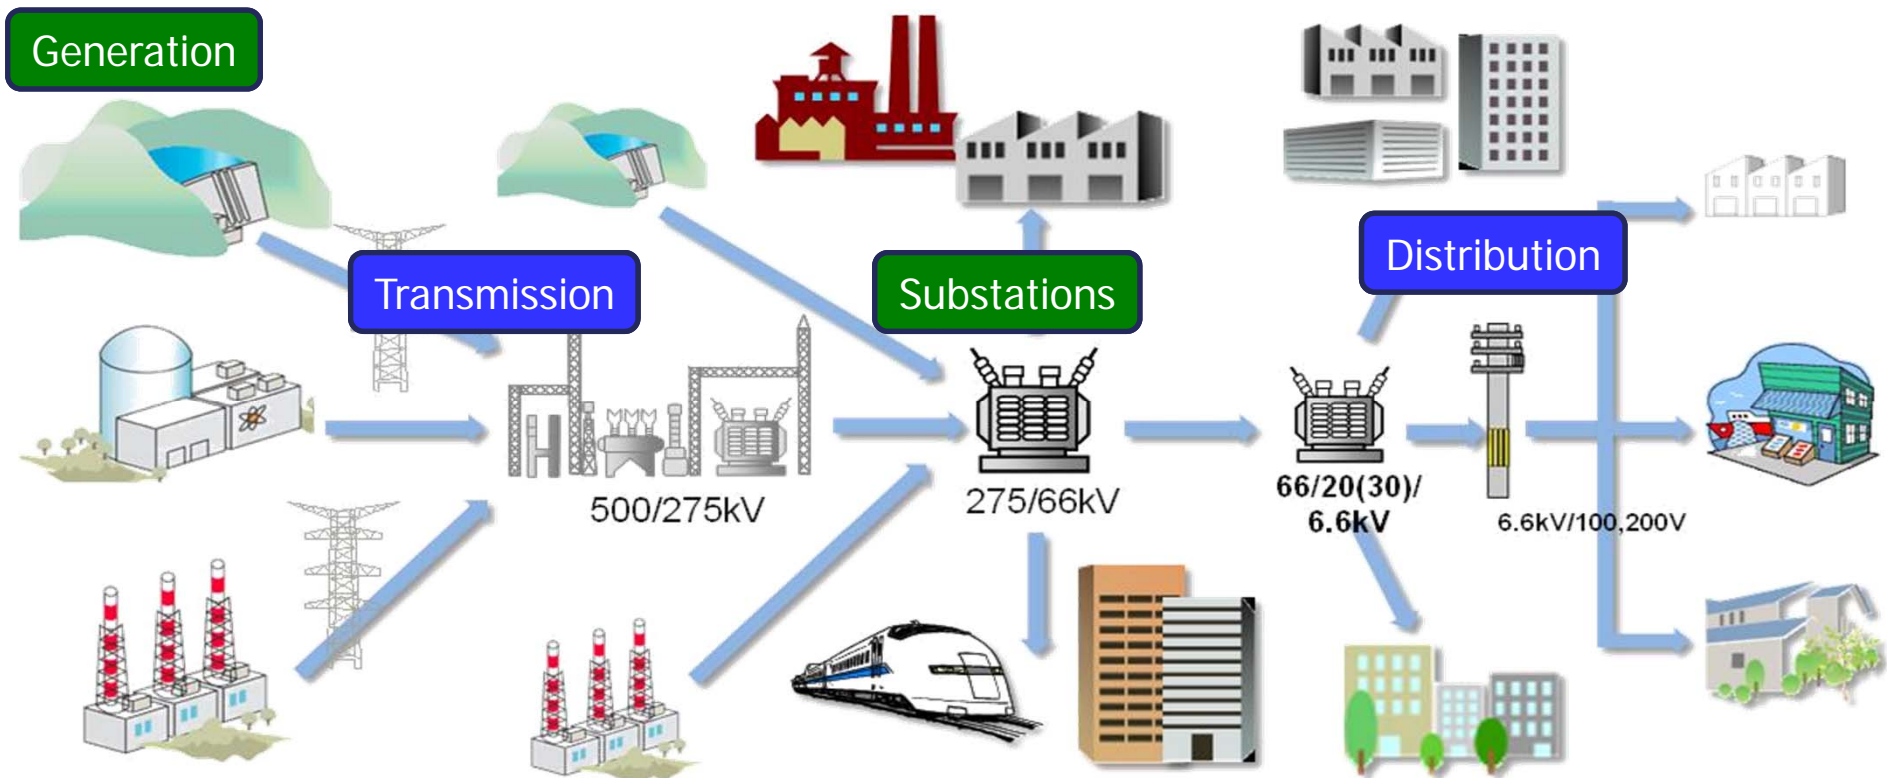 Generation
Transmission
Substations
Distribution
500/275kV
275/66kV
66/20(30)/
6.6kV
6.6kV/100,200V